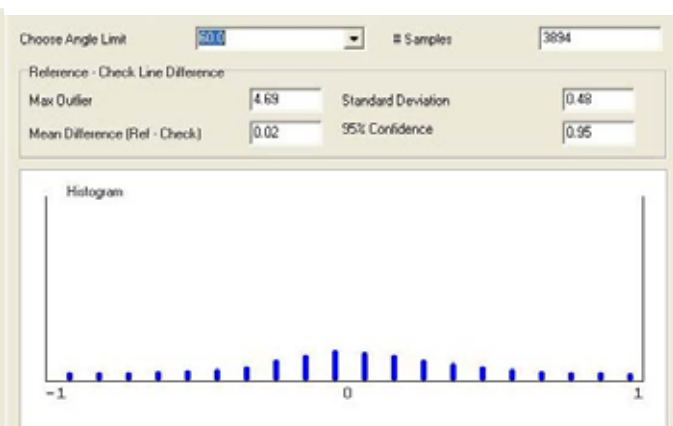 Choose Angle Limit 60.0 # Samples 3894
Reference - Check Line Difference
Max Outlier 4.69 Standard Deviation 0.48
Mean Difference (Ref - Check) 0.02 95% Confidence 0.95
Histogram
-1 0 1